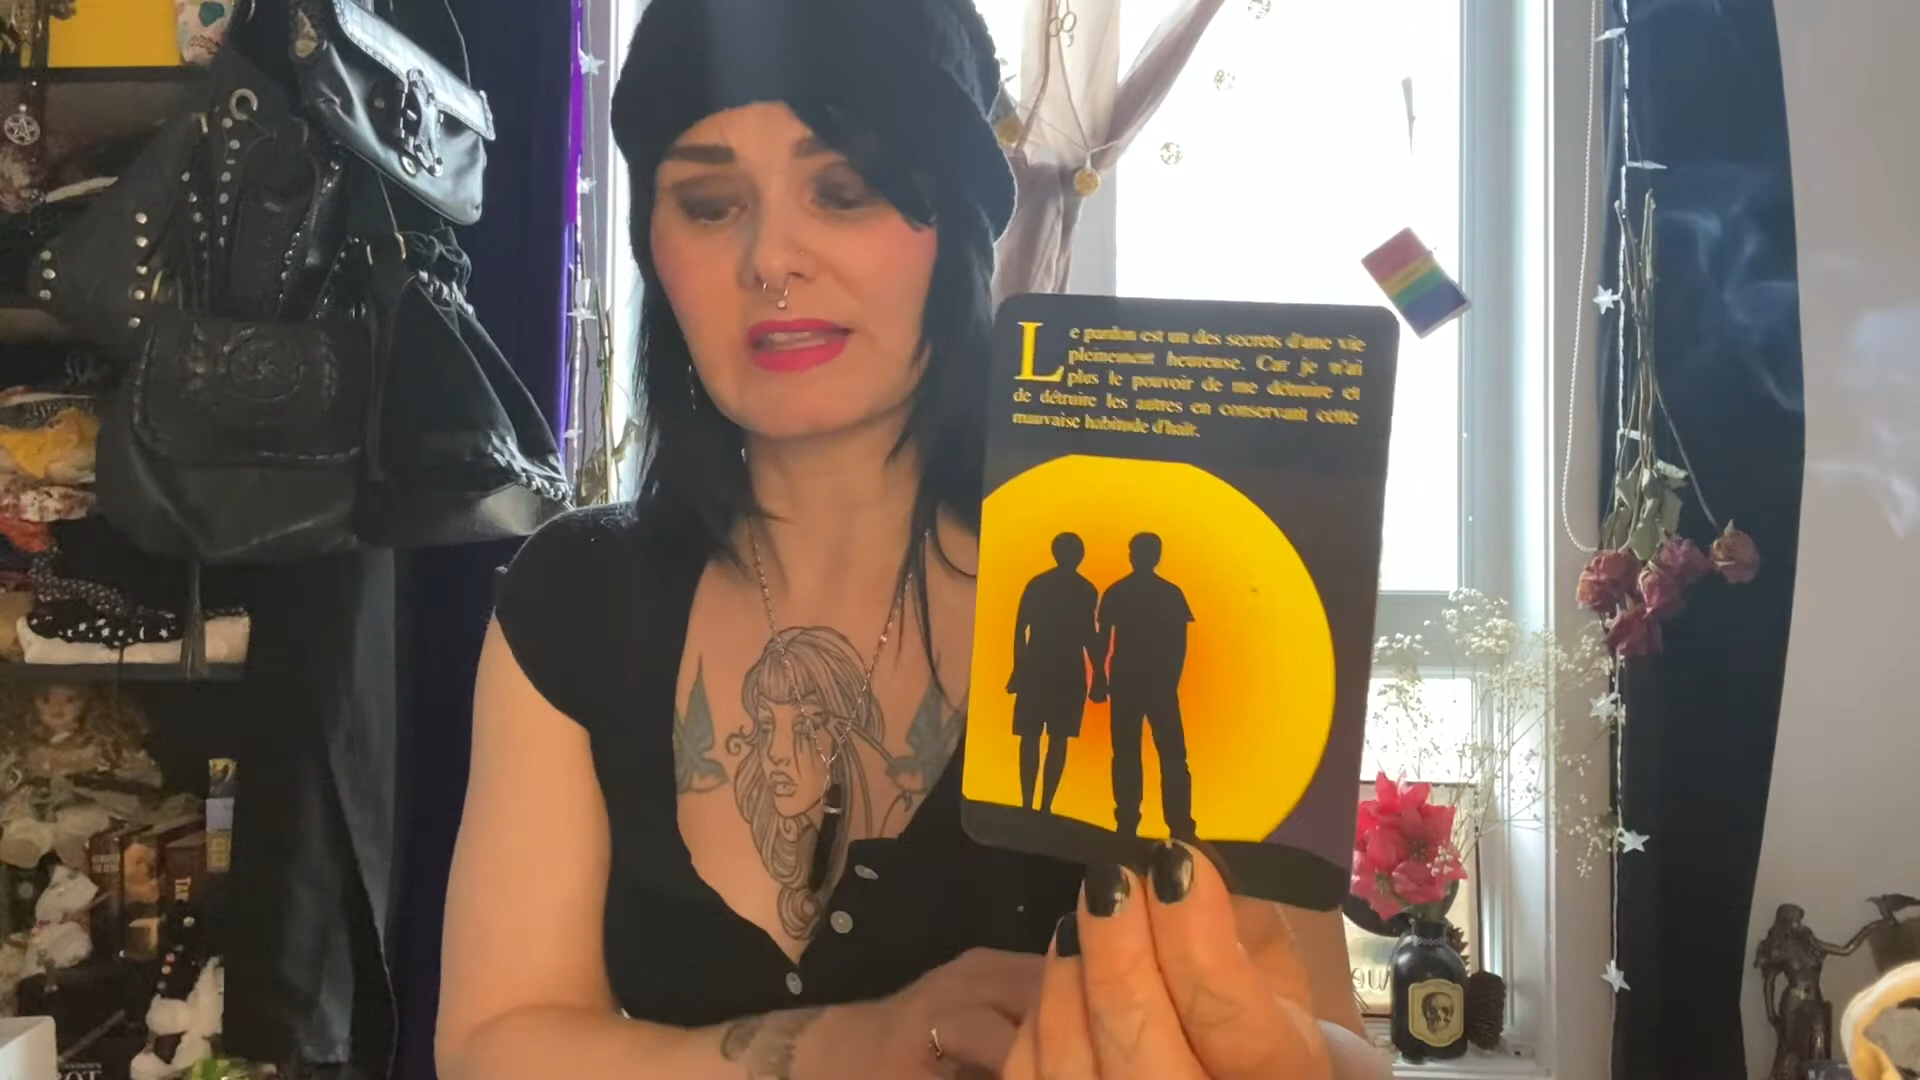 Le pardon est un des secrets d'une vie
pleinement heureuse. Car je n'ai
plus le pouvoir de me détruire et
de détruire les autres en conservant cette
mauvaise habitude d'haïr.